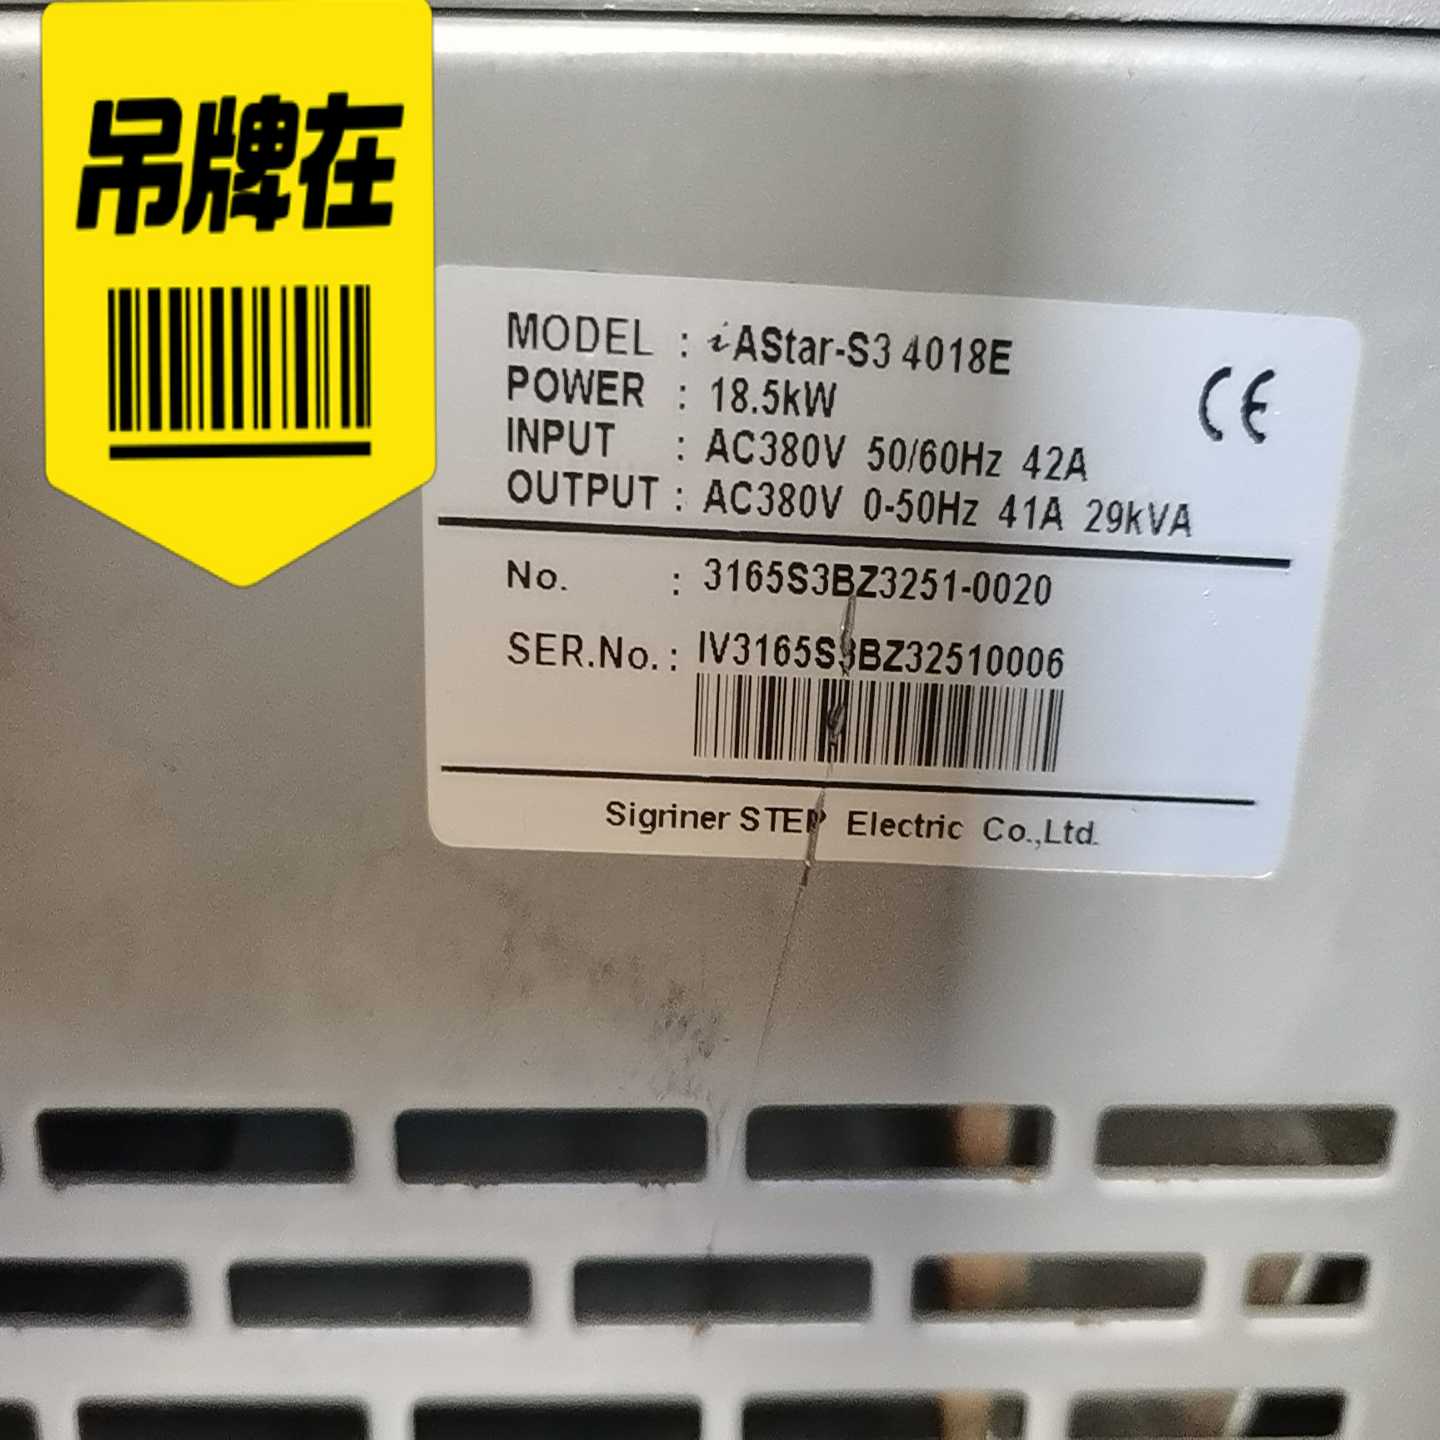 吊牌在
MODEL : iAStar-S3 4018E
POWER : 18.5kW
INPUT : AC380V 50/60Hz 42A
OUTPUT : AC380V 0-50Hz 41A 29kVA
CE
No. : 3165S3BZ3251-0020
SER.No. : IV3165S3BZ32510006
Sigriner STEP Electric Co.,Ltd.